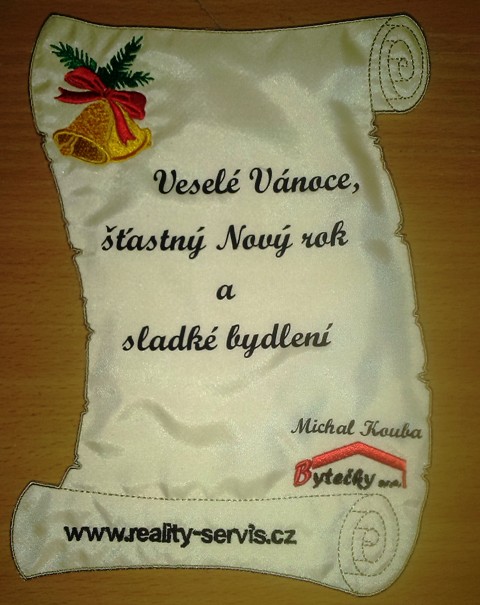 Veselé Vánoce,
šťastný Nový rok
a
sladké bydlení
Michal Kouba
Bytečky s.r.o.
www.reality-servis.cz